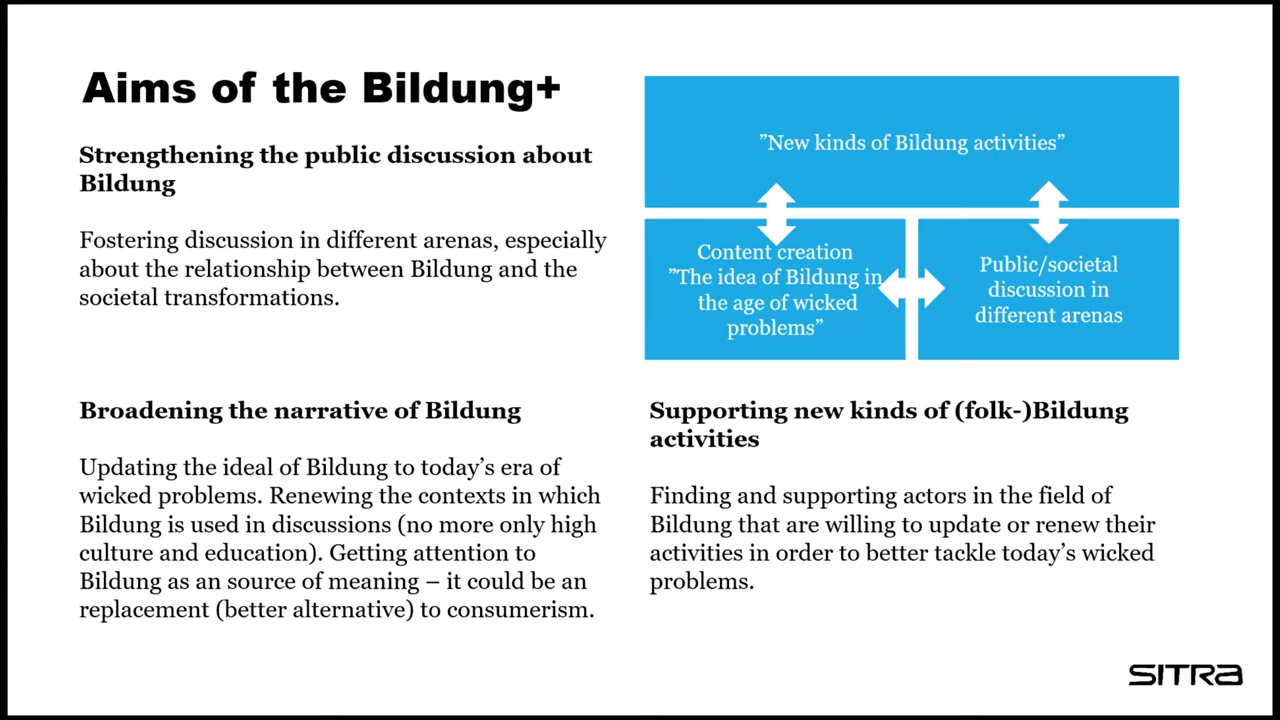 Aims of the Bildung+
Strengthening the public discussion about
Bildung
Fostering discussion in different arenas, especially
about the relationship between Bildung and the
societal transformations.
”New kinds of Bildung activities”
Content creation
”The idea of Bildung in
the age of wicked
problems”
Public/societal
discussion in
different arenas
Broadening the narrative of Bildung
Updating the ideal of Bildung to today’s era of
wicked problems. Renewing the contexts in which
Bildung is used in discussions (no more only high
culture and education). Getting attention to
Bildung as an source of meaning – it could be an
replacement (better alternative) to consumerism.
Supporting new kinds of (folk-)Bildung
activities
Finding and supporting actors in the field of
Bildung that are willing to update or renew their
activities in order to better tackle today’s wicked
problems.
SITRA